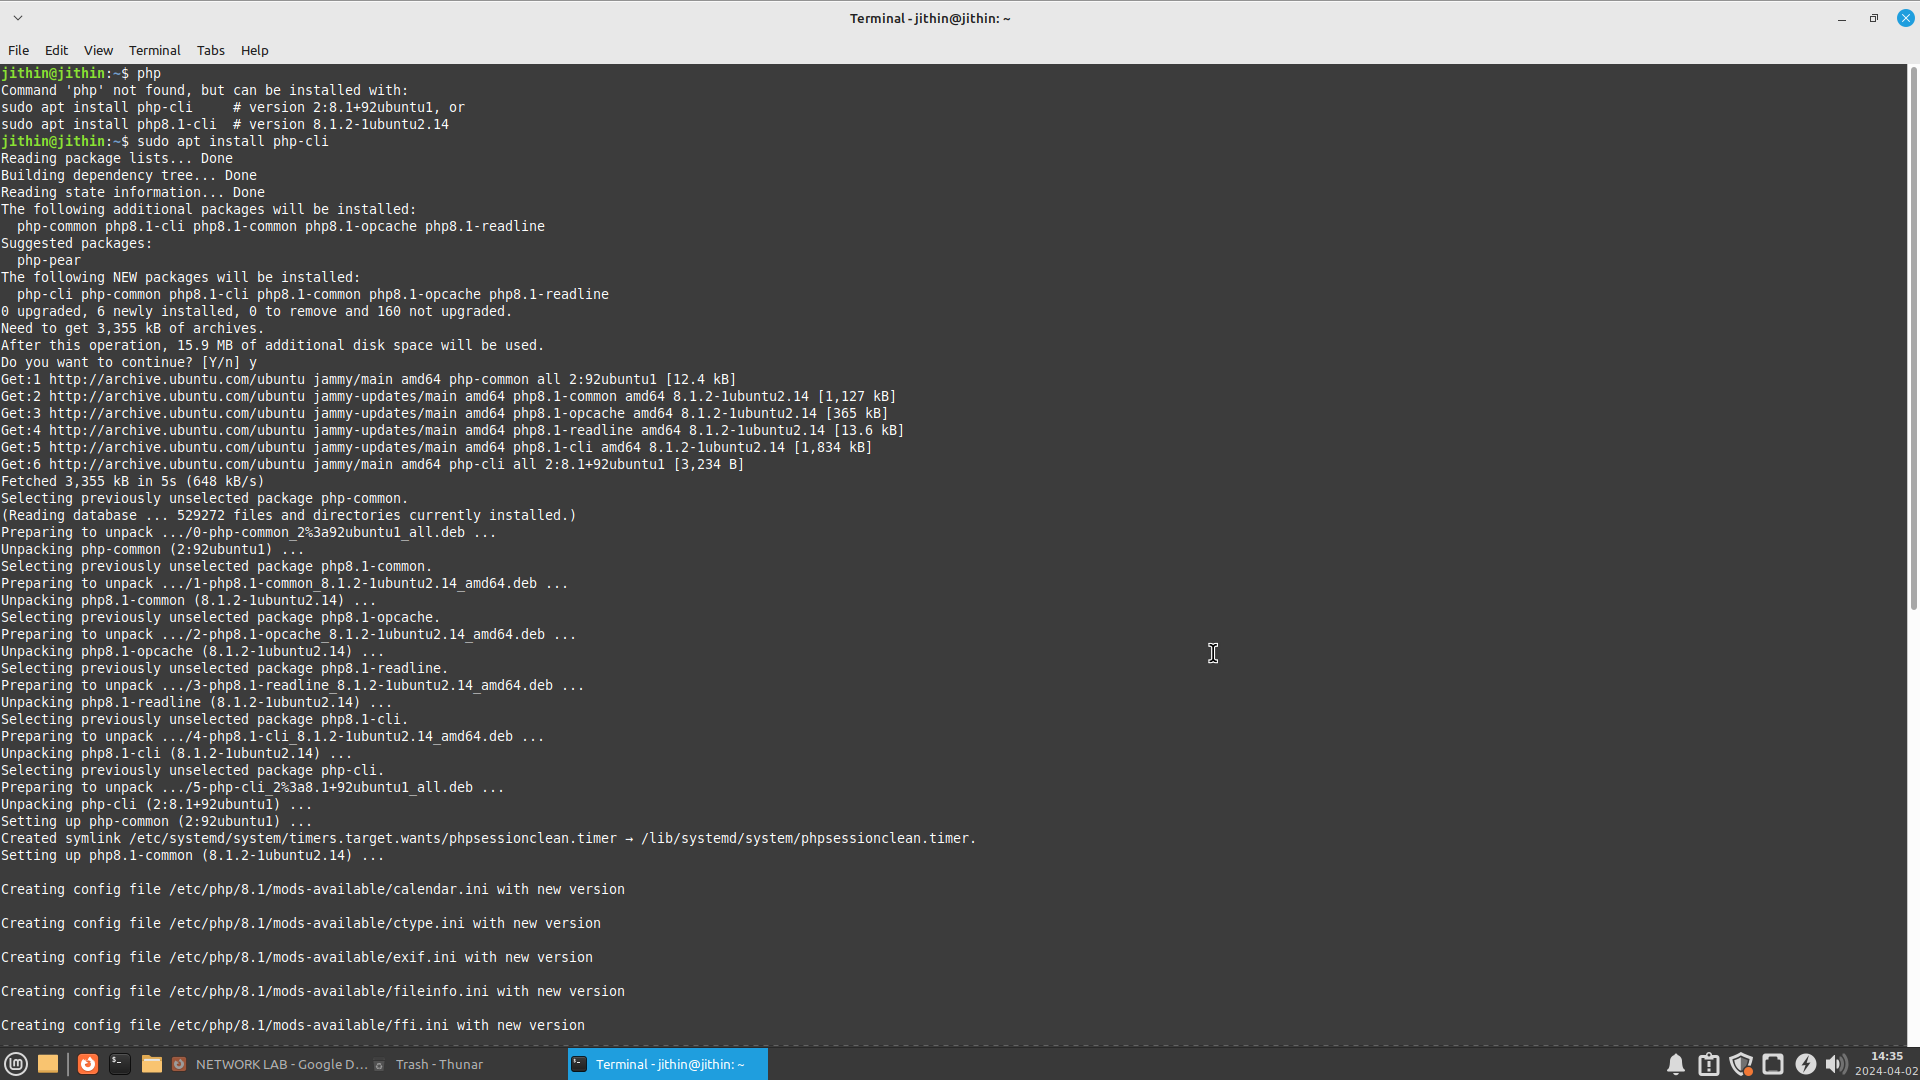 Terminal - jithin@jithin: ~
File Edit View Terminal Tabs Help
jithin@jithin:~$ php
Command 'php' not found, but can be installed with:
sudo apt install php-cli     # version 2:8.1+92ubuntu1, or
sudo apt install php8.1-cli  # version 8.1.2-1ubuntu2.14
jithin@jithin:~$ sudo apt install php-cli
Reading package lists... Done
Building dependency tree... Done
Reading state information... Done
The following additional packages will be installed:
  php-common php8.1-cli php8.1-common php8.1-opcache php8.1-readline
Suggested packages:
  php-pear
The following NEW packages will be installed:
  php-cli php-common php8.1-cli php8.1-common php8.1-opcache php8.1-readline
0 upgraded, 6 newly installed, 0 to remove and 160 not upgraded.
Need to get 3,355 kB of archives.
After this operation, 15.9 MB of additional disk space will be used.
Do you want to continue? [Y/n] y
Get:1 http://archive.ubuntu.com/ubuntu jammy/main amd64 php-common all 2:92ubuntu1 [12.4 kB]
Get:2 http://archive.ubuntu.com/ubuntu jammy-updates/main amd64 php8.1-common amd64 8.1.2-1ubuntu2.14 [1,127 kB]
Get:3 http://archive.ubuntu.com/ubuntu jammy-updates/main amd64 php8.1-opcache amd64 8.1.2-1ubuntu2.14 [365 kB]
Get:4 http://archive.ubuntu.com/ubuntu jammy-updates/main amd64 php8.1-readline amd64 8.1.2-1ubuntu2.14 [13.6 kB]
Get:5 http://archive.ubuntu.com/ubuntu jammy-updates/main amd64 php8.1-cli amd64 8.1.2-1ubuntu2.14 [1,834 kB]
Get:6 http://archive.ubuntu.com/ubuntu jammy/main amd64 php-cli all 2:8.1+92ubuntu1 [3,234 B]
Fetched 3,355 kB in 5s (648 kB/s)
Selecting previously unselected package php-common.
(Reading database ... 529272 files and directories currently installed.)
Preparing to unpack .../0-php-common_2%3a92ubuntu1_all.deb ...
Unpacking php-common (2:92ubuntu1) ...
Selecting previously unselected package php8.1-common.
Preparing to unpack .../1-php8.1-common_8.1.2-1ubuntu2.14_amd64.deb ...
Unpacking php8.1-common (8.1.2-1ubuntu2.14) ...
Selecting previously unselected package php8.1-opcache.
Preparing to unpack .../2-php8.1-opcache_8.1.2-1ubuntu2.14_amd64.deb ...
Unpacking php8.1-opcache (8.1.2-1ubuntu2.14) ...
Selecting previously unselected package php8.1-readline.
Preparing to unpack .../3-php8.1-readline_8.1.2-1ubuntu2.14_amd64.deb ...
Unpacking php8.1-readline (8.1.2-1ubuntu2.14) ...
Selecting previously unselected package php8.1-cli.
Preparing to unpack .../4-php8.1-cli_8.1.2-1ubuntu2.14_amd64.deb ...
Unpacking php8.1-cli (8.1.2-1ubuntu2.14) ...
Selecting previously unselected package php-cli.
Preparing to unpack .../5-php-cli_2%3a8.1+92ubuntu1_all.deb ...
Unpacking php-cli (2:8.1+92ubuntu1) ...
Setting up php-common (2:92ubuntu1) ...
Created symlink /etc/systemd/system/timers.target.wants/phpsessionclean.timer → /lib/systemd/system/phpsessionclean.timer.
Setting up php8.1-common (8.1.2-1ubuntu2.14) ...
Creating config file /etc/php/8.1/mods-available/calendar.ini with new version
Creating config file /etc/php/8.1/mods-available/ctype.ini with new version
Creating config file /etc/php/8.1/mods-available/exif.ini with new version
Creating config file /etc/php/8.1/mods-available/fileinfo.ini with new version
Creating config file /etc/php/8.1/mods-available/ffi.ini with new version
NETWORK LAB - Google D... Trash - Thunar Terminal - jithin@jithin: ~ 14:35
2024-04-02